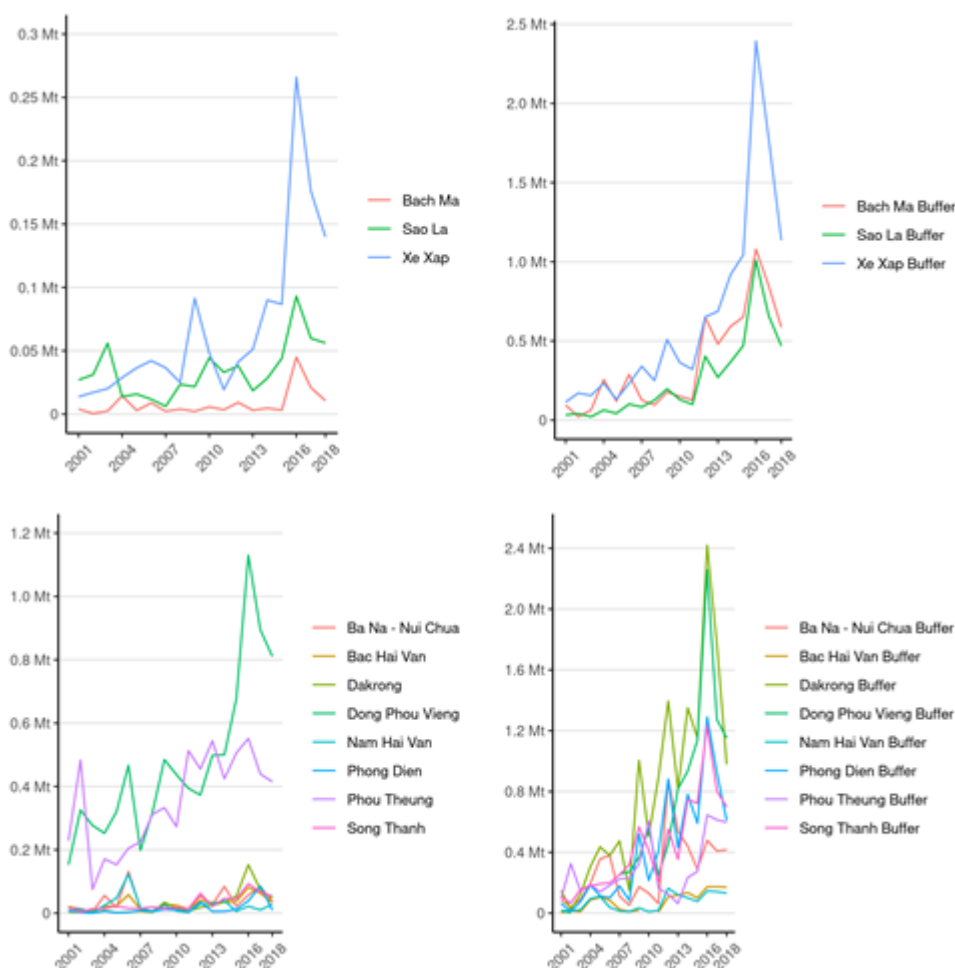 0.3 Mt
0.25 Mt
0.2 Mt
0.15 Mt
0.1 Mt
0.05 Mt
0
2001
2004
2007
2010
2013
2016
2018
Bach Ma
Sao La
Xe Xap
2.5 Mt
2.0 Mt
1.5 Mt
1.0 Mt
0.5 Mt
0
2001
2004
2007
2010
2013
2016
2018
Bach Ma Buffer
Sao La Buffer
Xe Xap Buffer
1.2 Mt
1.0 Mt
0.8 Mt
0.6 Mt
0.4 Mt
0.2 Mt
0
2001
2004
2007
2010
2013
2016
2018
Ba Na - Nui Chua
Bac Hai Van
Dakrong
Dong Phou Vieng
Nam Hai Van
Phong Dien
Phou Theung
Song Thanh
2.4 Mt
2.0 Mt
1.6 Mt
1.2 Mt
0.8 Mt
0.4 Mt
0
2001
2004
2007
2010
2013
2016
2018
Ba Na - Nui Chua Buffer
Bac Hai Van Buffer
Dakrong Buffer
Dong Phou Vieng Buffer
Nam Hai Van Buffer
Phong Dien Buffer
Phou Theung Buffer
Song Thanh Buffer